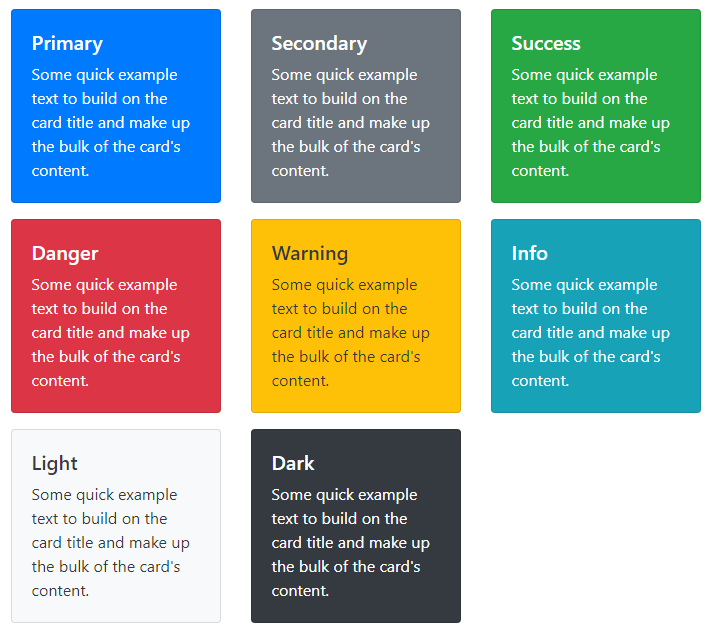 Primary
Some quick example
text to build on the
card title and make up
the bulk of the card's
content.
Secondary
Some quick example
text to build on the
card title and make up
the bulk of the card's
content.
Success
Some quick example
text to build on the
card title and make up
the bulk of the card's
content.
Danger
Some quick example
text to build on the
card title and make up
the bulk of the card's
content.
Warning
Some quick example
text to build on the
card title and make up
the bulk of the card's
content.
Info
Some quick example
text to build on the
card title and make up
the bulk of the card's
content.
Light
Some quick example
text to build on the
card title and make up
the bulk of the card's
content.
Dark
Some quick example
text to build on the
card title and make up
the bulk of the card's
content.